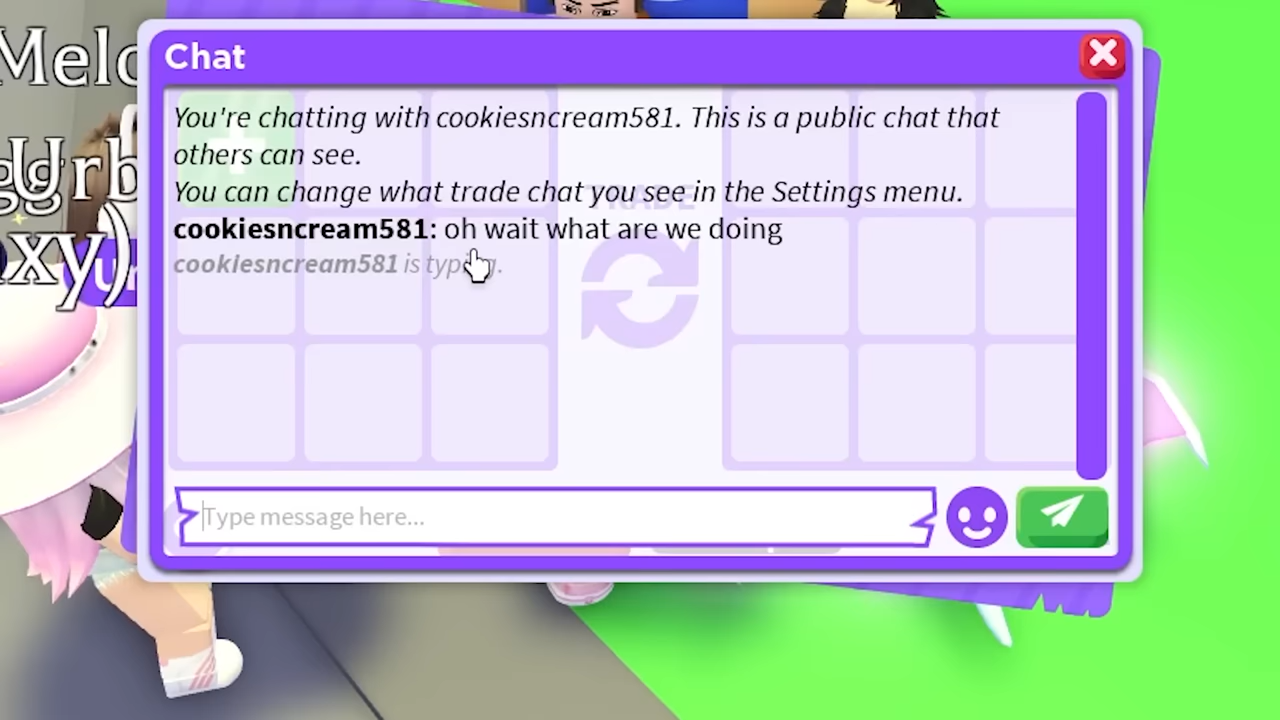 Chat
You're chatting with cookiesncream581. This is a public chat that
others can see.
You can change what trade chat you see in the Settings menu.
TRADE
cookiesncream581: oh wait what are we doing
cookiesncream581 is typing.
Type message here...